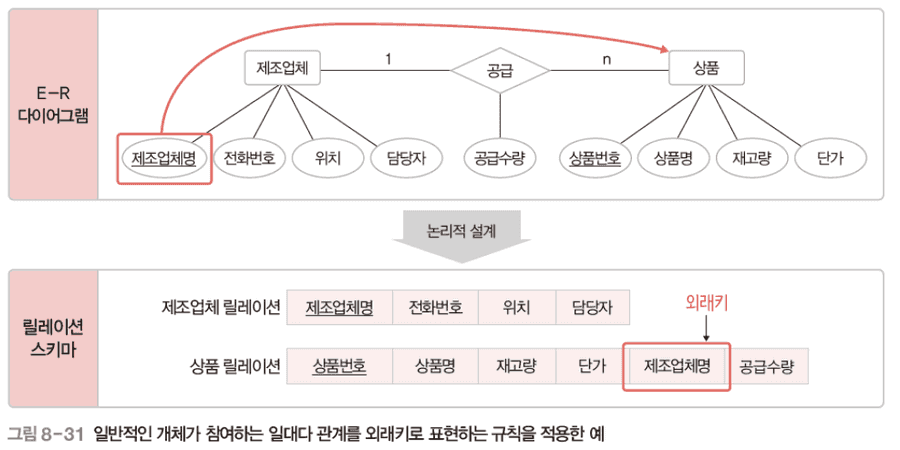 E-R
다이어그램
제조업체
1
공급
n
상품
제조업체명
전화번호
위치
담당자
공급수량
상품번호
상품명
재고량
단가
논리적 설계
릴레이션
스키마
제조업체 릴레이션
제조업체명
전화번호
위치
담당자
외래키
상품 릴레이션
상품번호
상품명
재고량
단가
제조업체명
공급수량
그림 8-31 일반적인 개체가 참여하는 일대다 관계를 외래키로 표현하는 규칙을 적용한 예